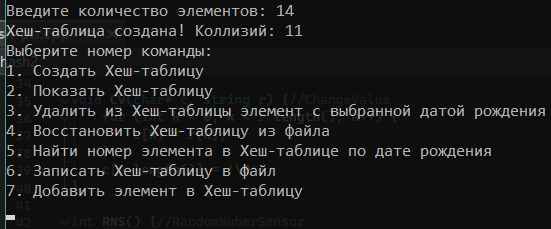 Введите количество элементов: 14
Хеш-таблица создана! Коллизий: 11
Выберите номер команды:
1. Создать Хеш-таблицу
2. Показать Хеш-таблицу
3. Удалить из Хеш-таблицы элемент с выбранной датой рождения
4. Восстановить Хеш-таблицу из файла
5. Найти номер элемента в Хеш-таблице по дате рождения
6. Записать Хеш-таблицу в файл
7. Добавить элемент в Хеш-таблицу
int RNS() {//RandomNuberSensor